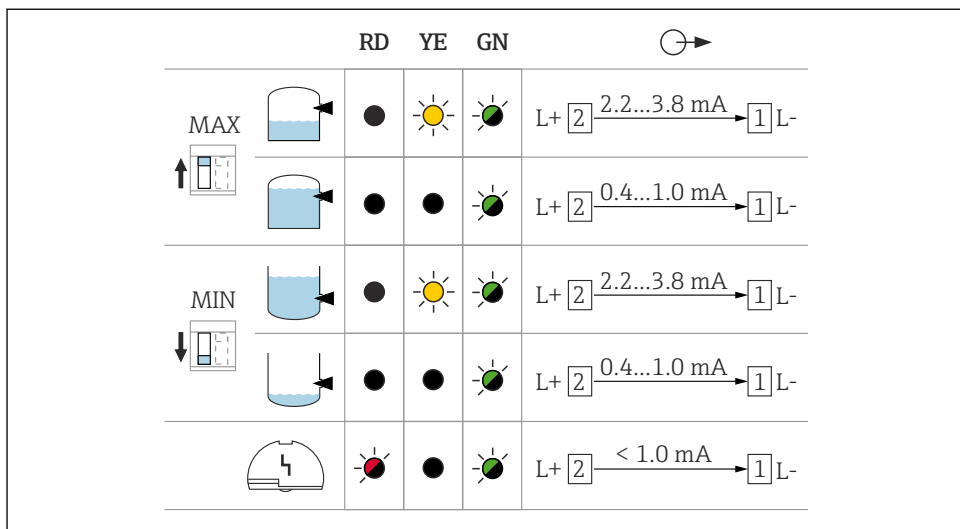 RD YE GN
MAX
L+ 2 2.2...3.8 mA 1 L-
L+ 2 0.4...1.0 mA 1 L-
MIN
L+ 2 2.2...3.8 mA 1 L-
L+ 2 0.4...1.0 mA 1 L-
L+ 2 < 1.0 mA 1 L-